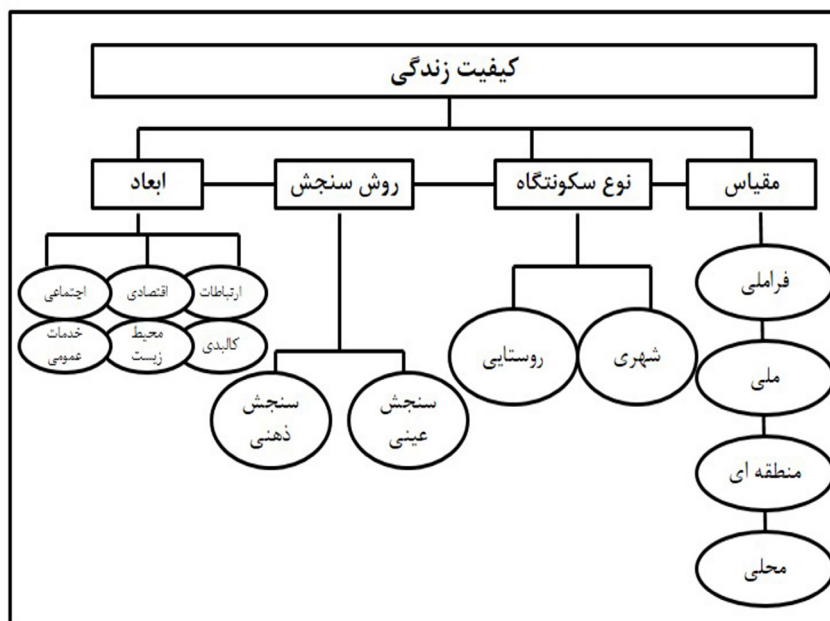 کیفیت زندگی
مقیاس
نوع سکونتگاه
روش سنجش
ابعاد
فراملی
ملی
منطقه ای
محلی
شهری
روستایی
سنجش
عینی
سنجش
ذهنی
ارتباطات
اقتصادی
اجتماعی
کالبدی
محیط
زیست
خدمات
عمومی